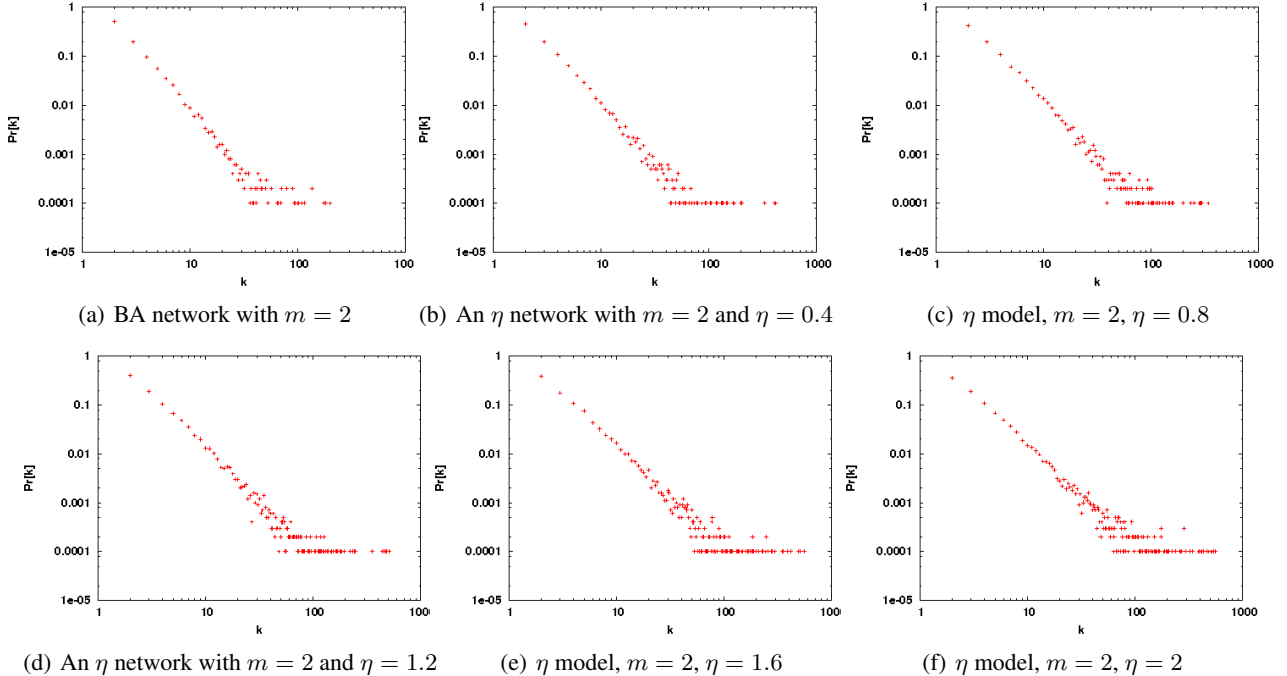 1
0.1
0.01
0.001
0.0001
1e-05
Pr[k]
1 10 100 100
k
(a) BA network with m = 2
1
0.1
0.01
0.001
0.0001
1e-05
Pr[k]
1 10 100 1000
k
(b) An η network with m = 2 and η = 0.4
1
0.1
0.01
0.001
0.0001
1e-05
Pr[k]
1 10 100 1000
k
(c) η model, m = 2, η = 0.8
1
0.1
0.01
0.001
0.0001
1e-05
Pr[k]
1 10 100 100
k
(d) An η network with m = 2 and η = 1.2
1
0.1
0.01
0.001
0.0001
1e-05
Pr[k]
1 10 100 100
k
(e) η model, m = 2, η = 1.6
1
0.1
0.01
0.001
0.0001
1e-05
Pr[k]
1 10 100 1000
k
(f) η model, m = 2, η = 2